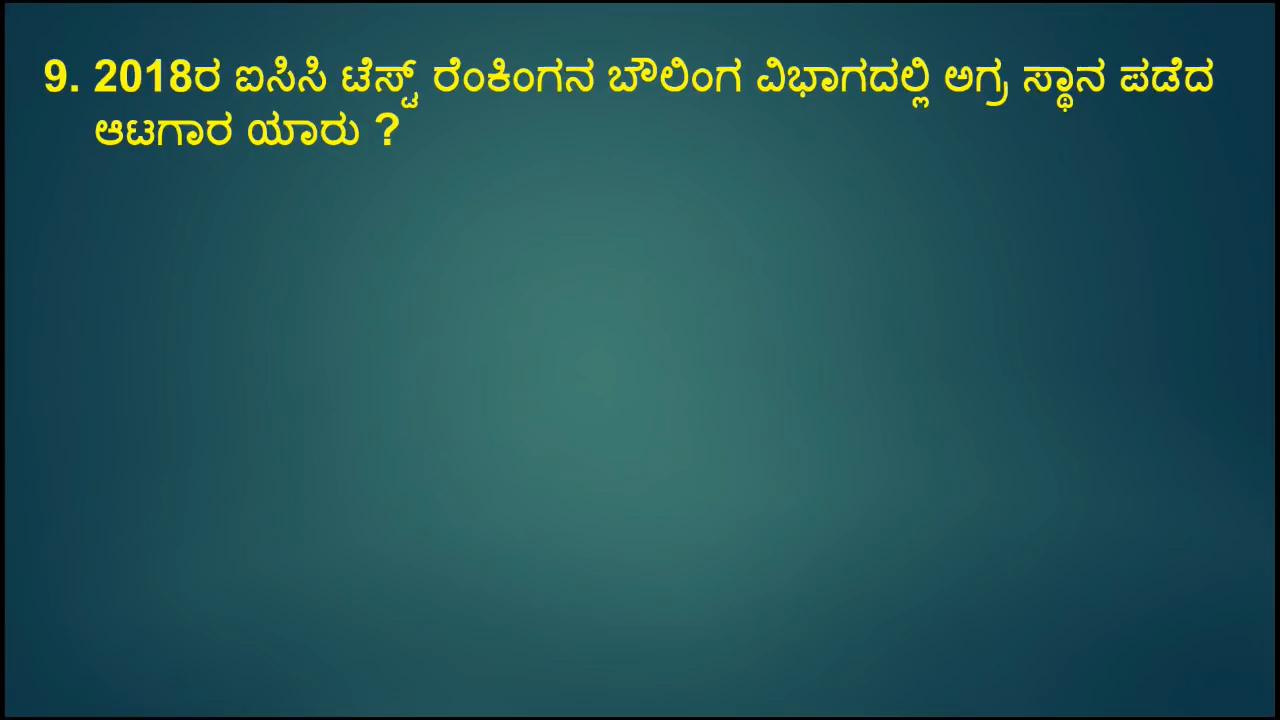 9. 2018ರ ಐಸಿಸಿ ಟೆಸ್ಟ್ ರೆಂಕಿಂಗನ ಬೌಲಿಂಗ ವಿಭಾಗದಲ್ಲಿ ಅಗ್ರ ಸ್ಥಾನ ಪಡೆದ
ಆಟಗಾರ ಯಾರು ?